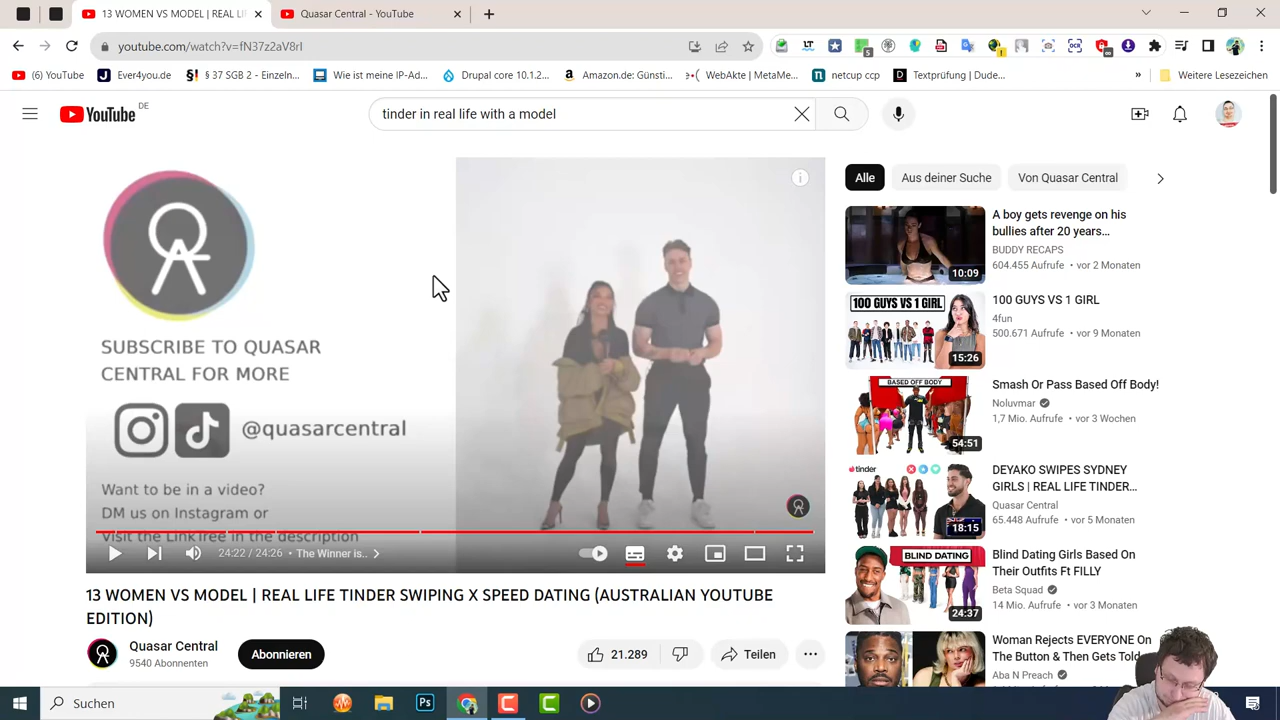 13 WOMEN VS MODEL | REAL LI
Quasar Central - YouTube
youtube.com/watch?v=fN37z2aV8rI
(6) YouTube
Ever4you.de
§ 37 SGB 2 - Einzeln...
Wie ist meine IP-Ad...
Drupal core 10.1.2...
Amazon.de: Günsti...
WebAkte | MetaMe...
netcup ccp
Textprüfung | Dude...
»
Weitere Lesezeichen
YouTube DE
tinder in real life with a model
Alle
Aus deiner Suche
Von Quasar Central
SUBSCRIBE TO QUASAR
CENTRAL FOR MORE
@quasarcentral
Want to be in a video?
DM us on Instagram or
Visit the LinkTree in the description
24:22 / 24:26 • The Winner is..
13 WOMEN VS MODEL | REAL LIFE TINDER SWIPING X SPEED DATING (AUSTRALIAN YOUTUBE
EDITION)
Quasar Central
9540 Abonnenten
Abonnieren
21.289
Teilen
A boy gets revenge on his
bullies after 20 years...
BUDDY RECAPS
604.455 Aufrufe • vor 2 Monaten
10:09
100 GUYS VS 1 GIRL
100 GUYS VS 1 GIRL
4fun
500.671 Aufrufe • vor 9 Monaten
15:26
BASED OFF BODY
Smash Or Pass Based Off Body!
Noluvmar
1,7 Mio. Aufrufe • vor 3 Wochen
54:51
tinder
DEYAKO SWIPES SYDNEY
GIRLS | REAL LIFE TINDER...
Quasar Central
65.448 Aufrufe • vor 5 Monaten
18:15
BLIND DATING
Blind Dating Girls Based On
Their Outfits Ft FILLY
Beta Squad
14 Mio. Aufrufe • vor 3 Monaten
24:37
Woman Rejects EVERYONE On
The Button & Then Gets Told
Aba N Preach
Suchen